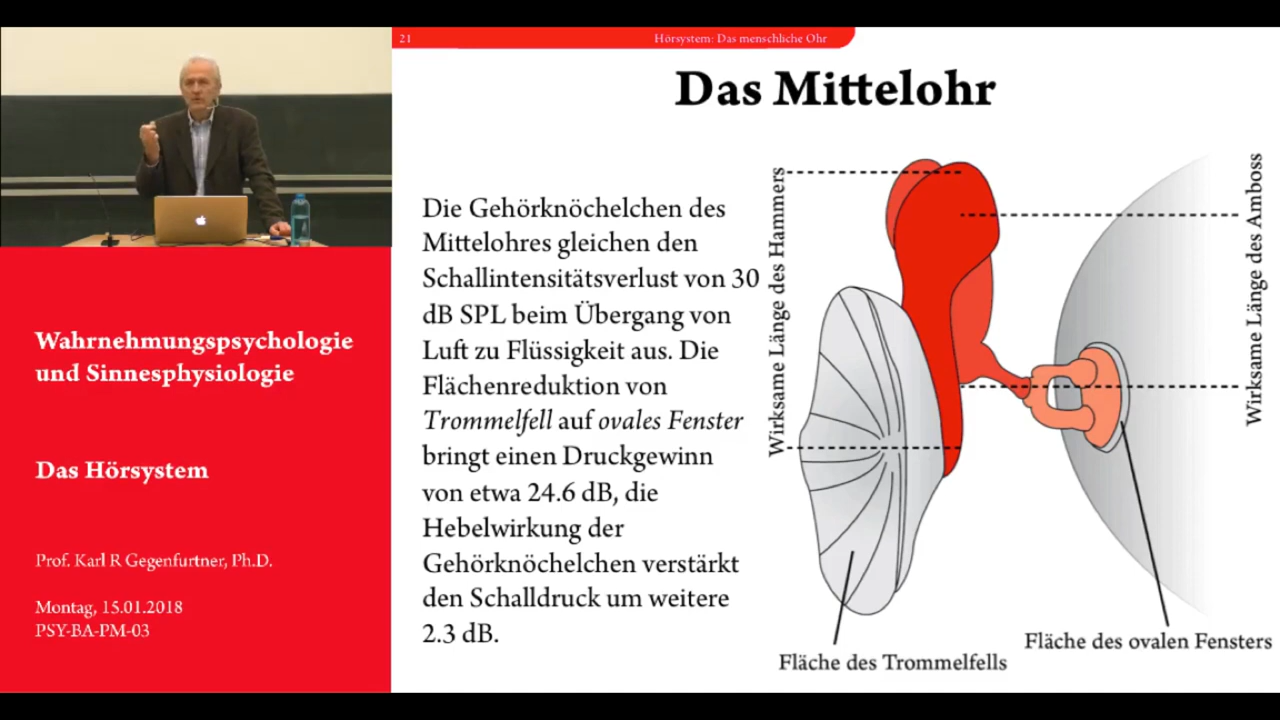 21
Hörsystem: Das menschliche Ohr
Das Mittelohr
Die Gehörknöchelchen des
Mittelohres gleichen den
Schallintensitätsverlust von 30
dB SPL beim Übergang von
Luft zu Flüssigkeit aus. Die
Flächenreduktion von
Trommelfell auf ovales Fenster
bringt einen Druckgewinn
von etwa 24.6 dB, die
Hebelwirkung der
Gehörknöchelchen verstärkt
den Schalldruck um weitere
2.3 dB.
Wirksame Länge des Hammers
Wirksame Länge des Amboss
Fläche des Trommelfells
Fläche des ovalen Fensters
Wahrnehmungspsychologie
und Sinnesphysiologie
Das Hörsystem
Prof. Karl R Gegenfurtner, Ph.D.
Montag, 15.01.2018
PSY-BA-PM-03